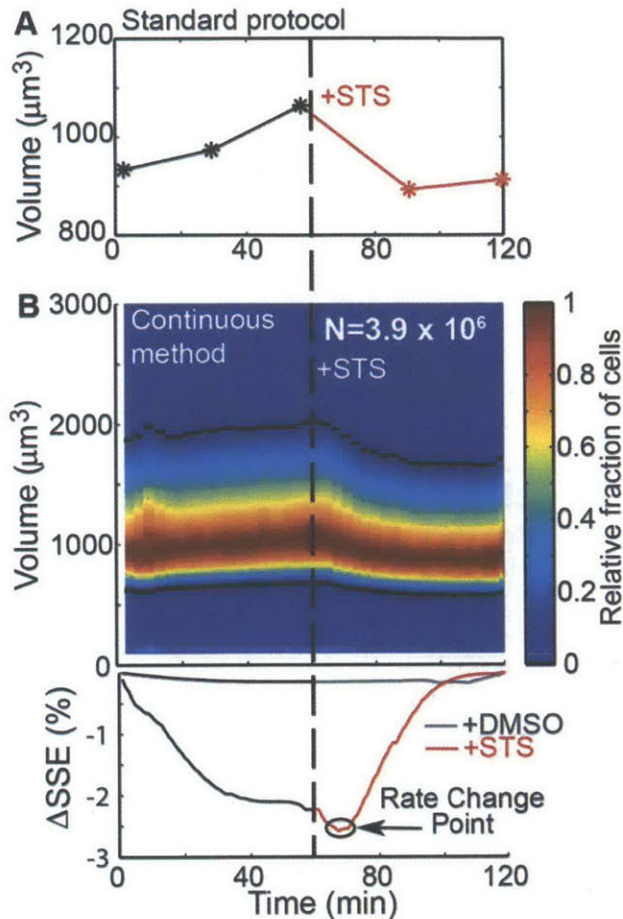 A Standard protocol
1200
1000
800
Volume (μm³)
+STS
0 40 80 120
B
3000
2000
1000
0
Volume (μm³)
Continuous
method
N=3.9 x 10⁶
+STS
1
0.8
0.6
0.4
0.2
0
Relative fraction of cells
0
-1
-2
-3
ΔSSE (%)
+DMSO
+STS
Rate Change
Point
0 40 80 120
Time (min)